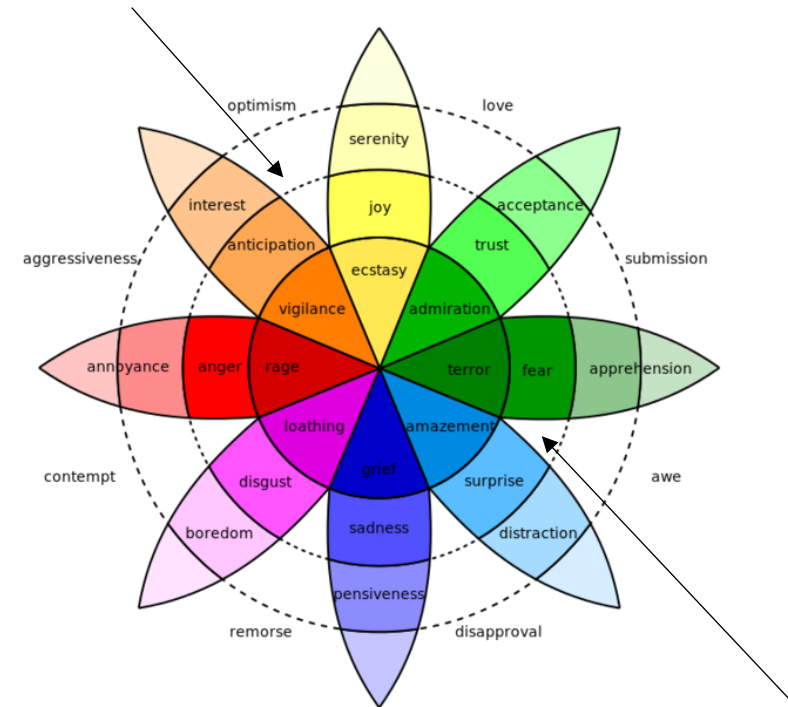 optimism
love
serenity
interest
joy
acceptance
anticipation
trust
aggressiveness
submission
ecstasy
vigilance
admiration
annoyance
anger
rage
terror
fear
apprehension
loathing
amazement
contempt
grief
disgust
surprise
awe
boredom
sadness
distraction
pensiveness
remorse
disapproval